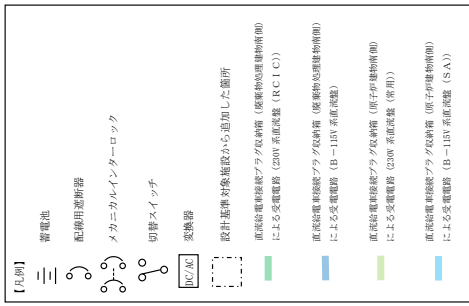 【凡例】
蓄電池
配線用遮断器
メカニカルインターロック
切替スイッチ
DC/AC
変換器
設計基準対象施設から追加した箇所
直流給電車接続プラグ収納箱（廃棄物処理建物南側）
による受電電路（230V系直流盤（RCIC））
直流給電車接続プラグ収納箱（廃棄物処理建物南側）
による受電電路（B－115V系直流盤）
直流給電車接続プラグ収納箱（原子炉建物南側）
による受電電路（230V系直流盤（常用））
直流給電車接続プラグ収納箱（原子炉建物南側）
による受電電路（B－115V系直流盤（SA））